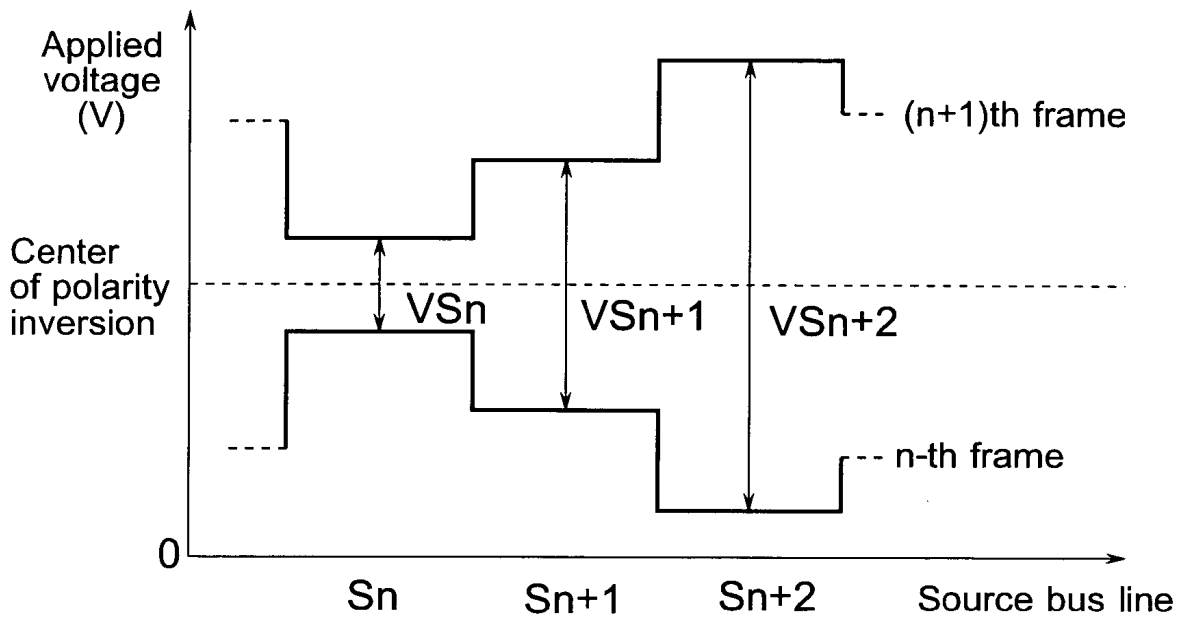 Applied
voltage
(V)
(n+1)th frame
Center
of polarity
inversion
VSn
VSn+1
VSn+2
n-th frame
0
Sn
Sn+1
Sn+2
Source bus line